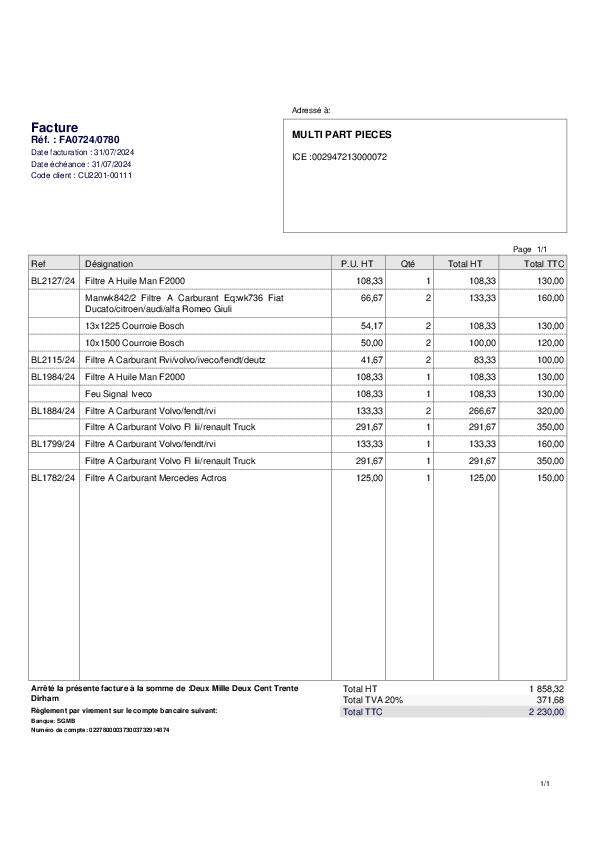 Adressé à:
Facture
Réf. : FA0724/0780
Date facturation : 31/07/2024
Date échéance : 31/07/2024
Code client : CU2201-00111
MULTI PART PIECES
ICE :002947213000072
Page 1/1
Ref Désignation P.U. HT Qté Total HT Total TTC
BL2127/24 Filtre A Huile Man F2000 108,33 1 108,33 130,00
Manwk842/2 Filtre A Carburant Eq:wk736 Fiat 66,67 2 133,33 160,00
Ducato/citroen/audi/alfa Romeo Giuli
13x1225 Courroie Bosch 54,17 2 108,33 130,00
10x1500 Courroie Bosch 50,00 2 100,00 120,00
BL2115/24 Filtre A Carburant Rvi/volvo/iveco/fendt/deutz 41,67 2 83,33 100,00
BL1984/24 Filtre A Huile Man F2000 108,33 1 108,33 130,00
Feu Signal Iveco 108,33 1 108,33 130,00
BL1884/24 Filtre A Carburant Volvo/fendt/rvi 133,33 2 266,67 320,00
Filtre A Carburant Volvo Fl Iii/renault Truck 291,67 1 291,67 350,00
BL1799/24 Filtre A Carburant Volvo/fendt/rvi 133,33 1 133,33 160,00
Filtre A Carburant Volvo Fl Iii/renault Truck 291,67 1 291,67 350,00
BL1782/24 Filtre A Carburant Mercedes Actros 125,00 1 125,00 150,00
Arrêté la présente facture à la somme de :Deux Mille Deux Cent Trente
Dirham
Règlement par virement sur le compte bancaire suivant:
Banque: SGMB
Numéro de compte: 022780000373003732914874
Total HT 1 858,32
Total TVA 20% 371,68
Total TTC 2 230,00
1/1